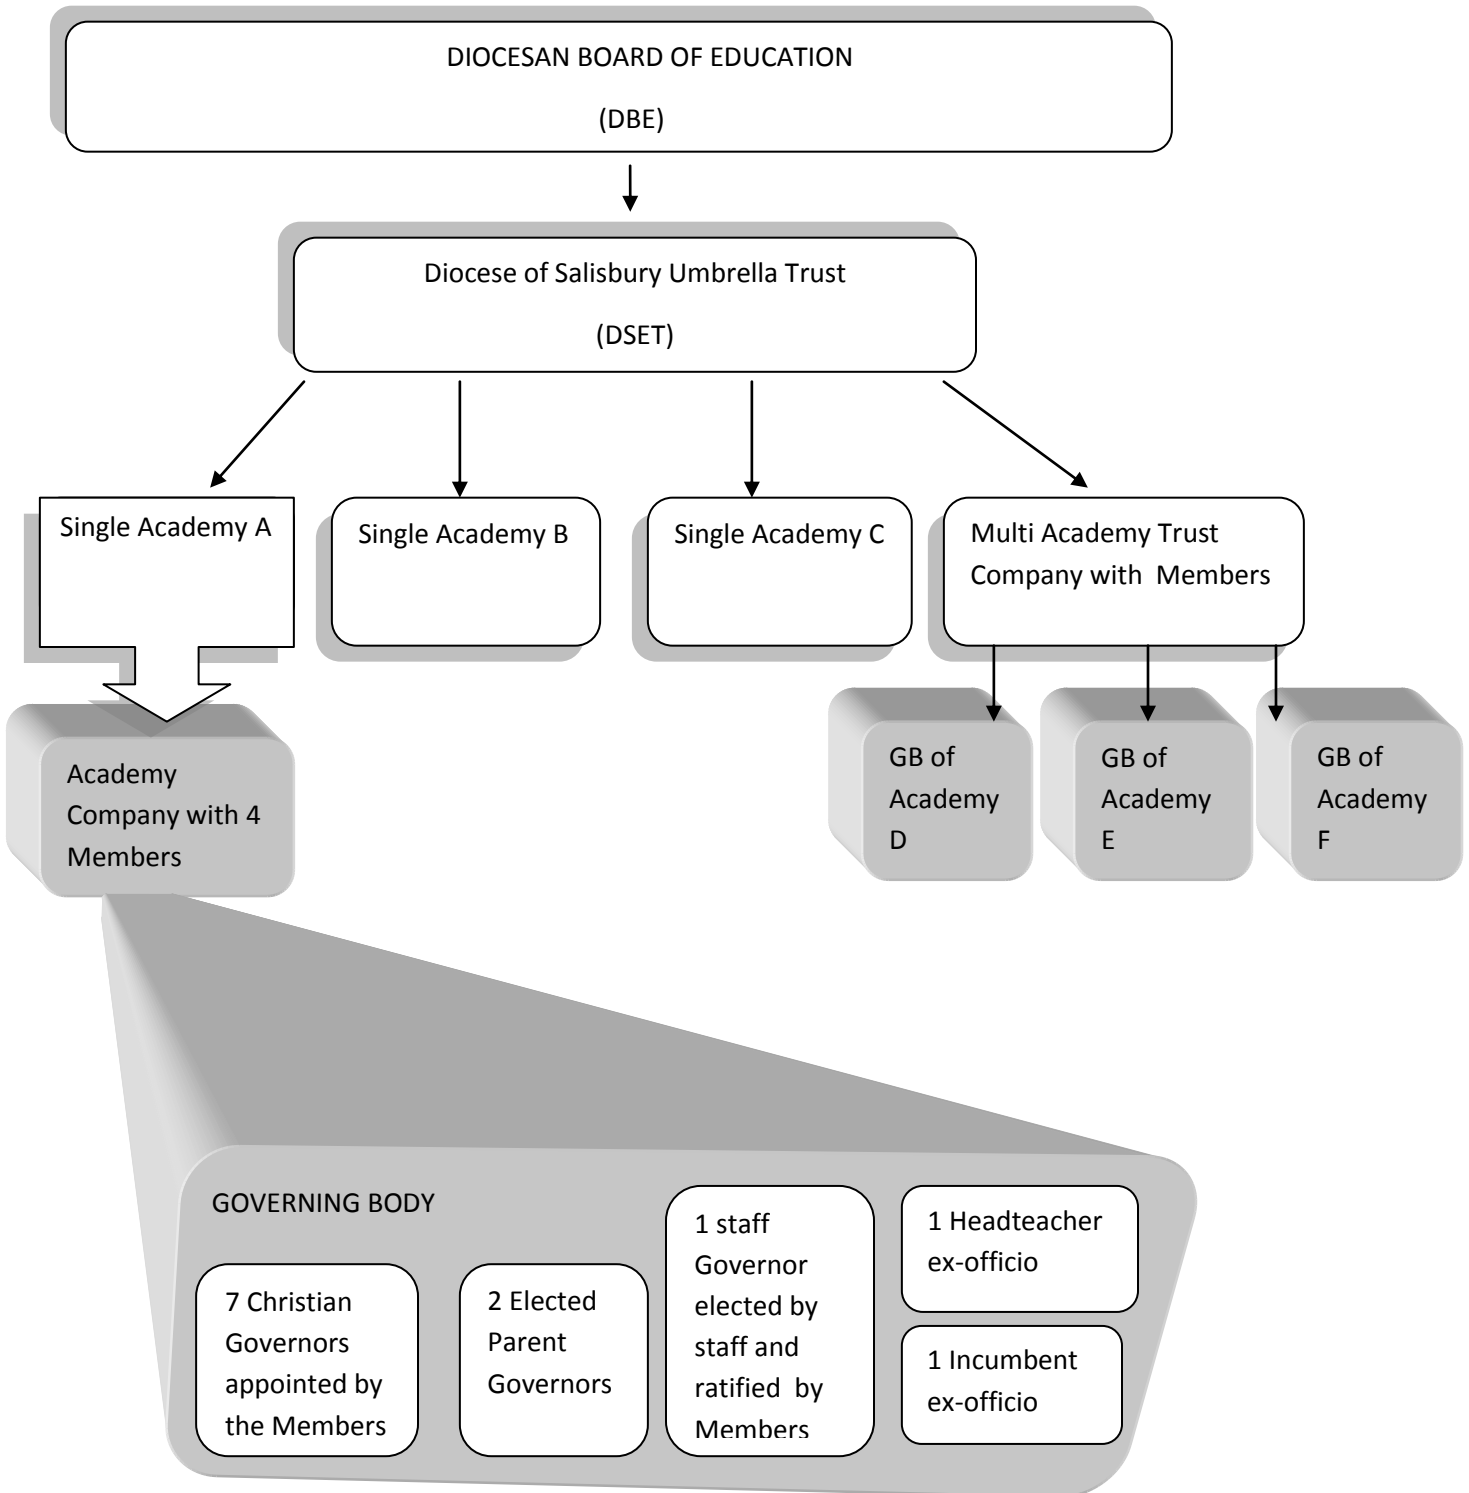 DIOCESAN BOARD OF EDUCATION
(DBE)
Diocese of Salisbury Umbrella Trust
(DSET)
Single Academy A
Single Academy B
Single Academy C
Multi Academy Trust
Company with Members
Academy
Company with 4
Members
GB of
Academy
D
GB of
Academy
E
GB of
Academy
F
GOVERNING BODY
7 Christian
Governors
appointed by
the Members
2 Elected
Parent
Governors
1 staff
Governor
elected by
staff and
ratified by
Members
1 Headteacher
ex-officio
1 Incumbent
ex-officio